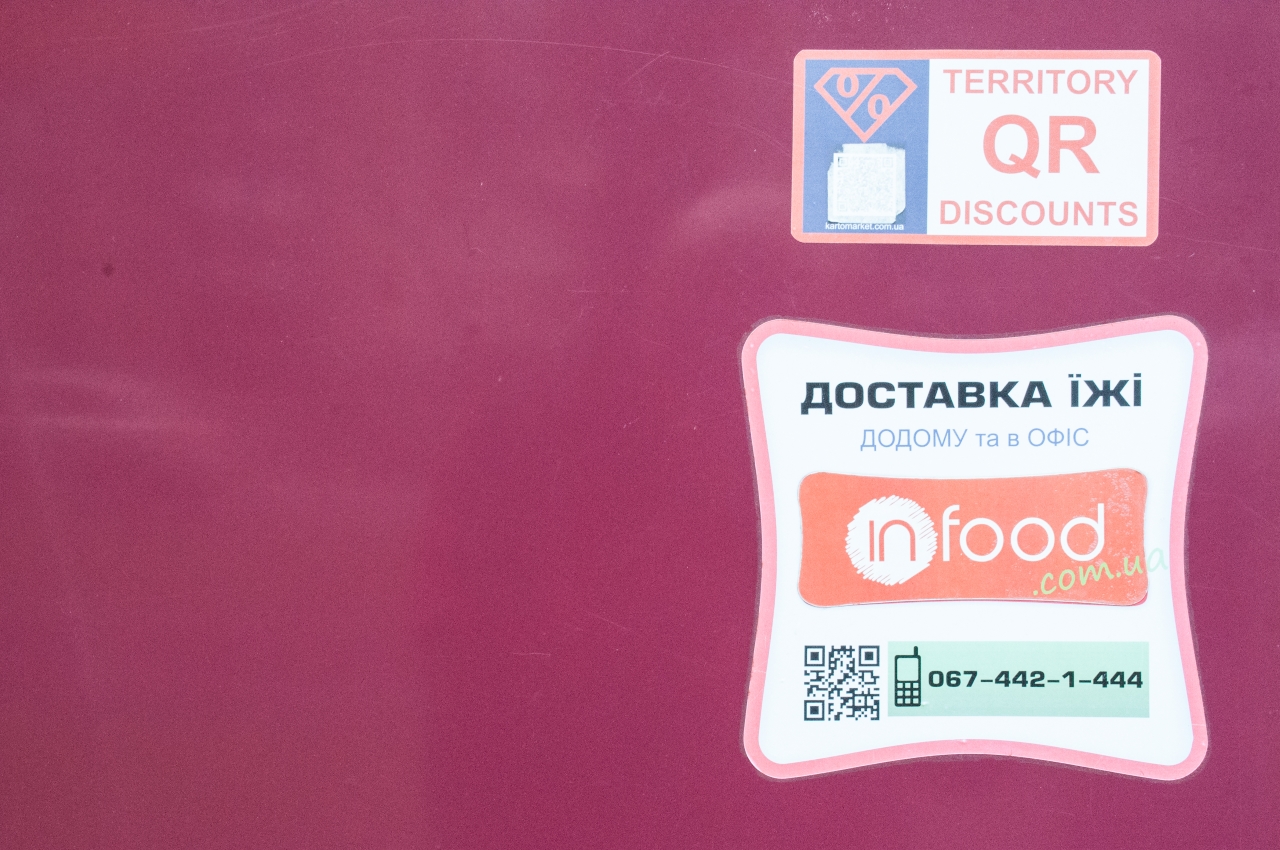 TERRITORY
QR
DISCOUNTS
kartomarket.com.ua
ДОСТАВКА ЇЖІ
ДОДОМУ та в ОФІС
infood
.com.ua
067-442-1-444